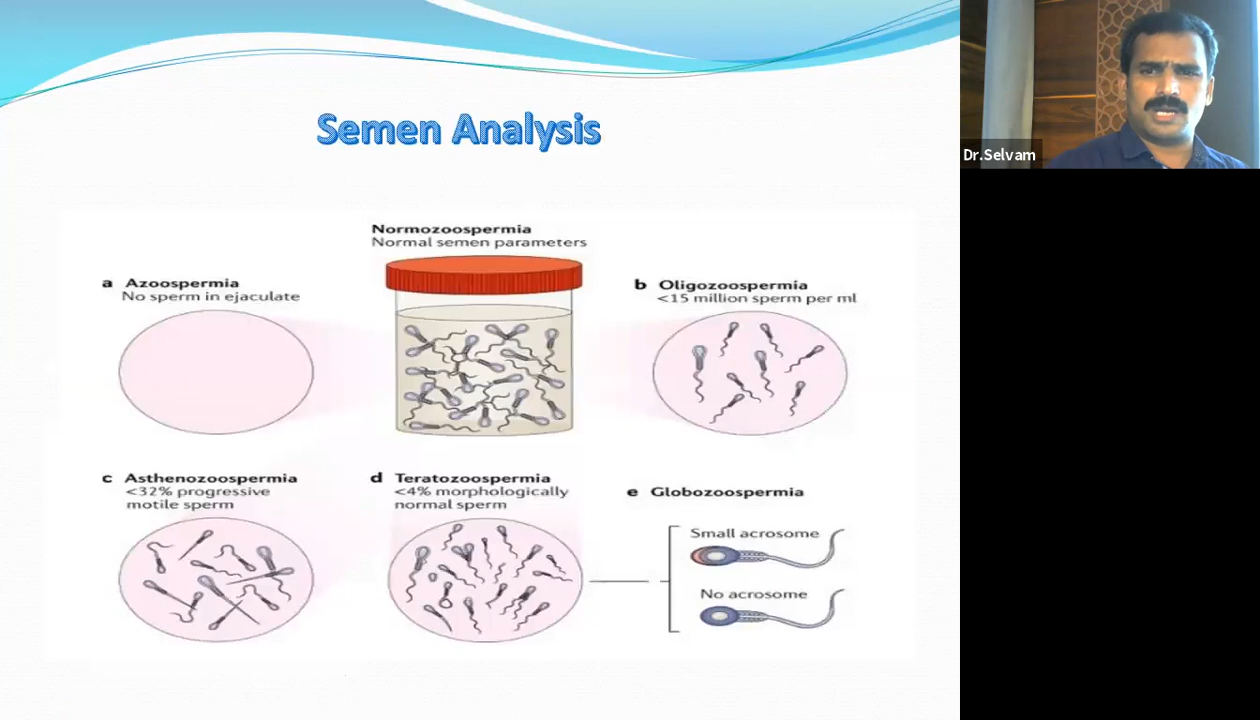 Semen Analysis
Normozoospermia
Normal semen parameters
a Azoospermia
No sperm in ejaculate
b Oligozoospermia
<15 million sperm per ml
c Asthenozoospermia
<32% progressive
motile sperm
d Teratozoospermia
<4% morphologically
normal sperm
e Globozoospermia
Small acrosome
No acrosome
Dr.Selvam